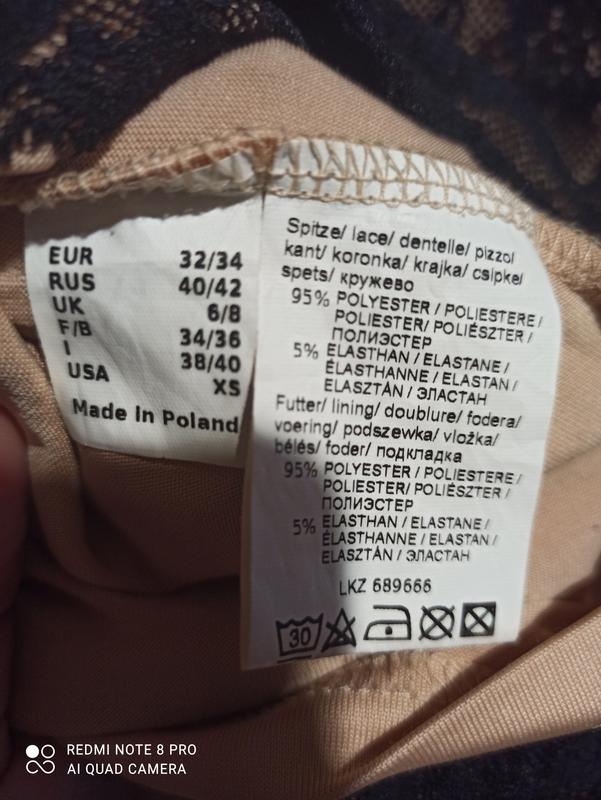 EUR 32/34
RUS 40/42
UK 6/8
F/B 34/36
I 38/40
USA XS
Made In Poland
Spitze/ lace/ dentelle/ pizzo/
kant/ koronka/ krajka/ csipke/
spets/ кружево
95% POLYESTER / POLIESTERE /
POLIESTER/ POLIÉSZTER /
ПОЛИЭСТЕР
5% ELASTHAN / ELASTANE /
ÉLASTHANNE / ELASTAN /
ELASZTÁN / ЭЛАСТАН
Futter/ lining/ doublure/ fodera/
voering/ podszewka/ vložka/
bélés/ foder/ подкладка
95% POLYESTER / POLIESTERE /
POLIESTER/ POLIÉSZTER /
ПОЛИЭСТЕР
5% ELASTHAN / ELASTANE /
ÉLASTHANNE / ELASTAN /
ELASZTÁN / ЭЛАСТАН
LKZ 689666
30
REDMI NOTE 8 PRO
AI QUAD CAMERA